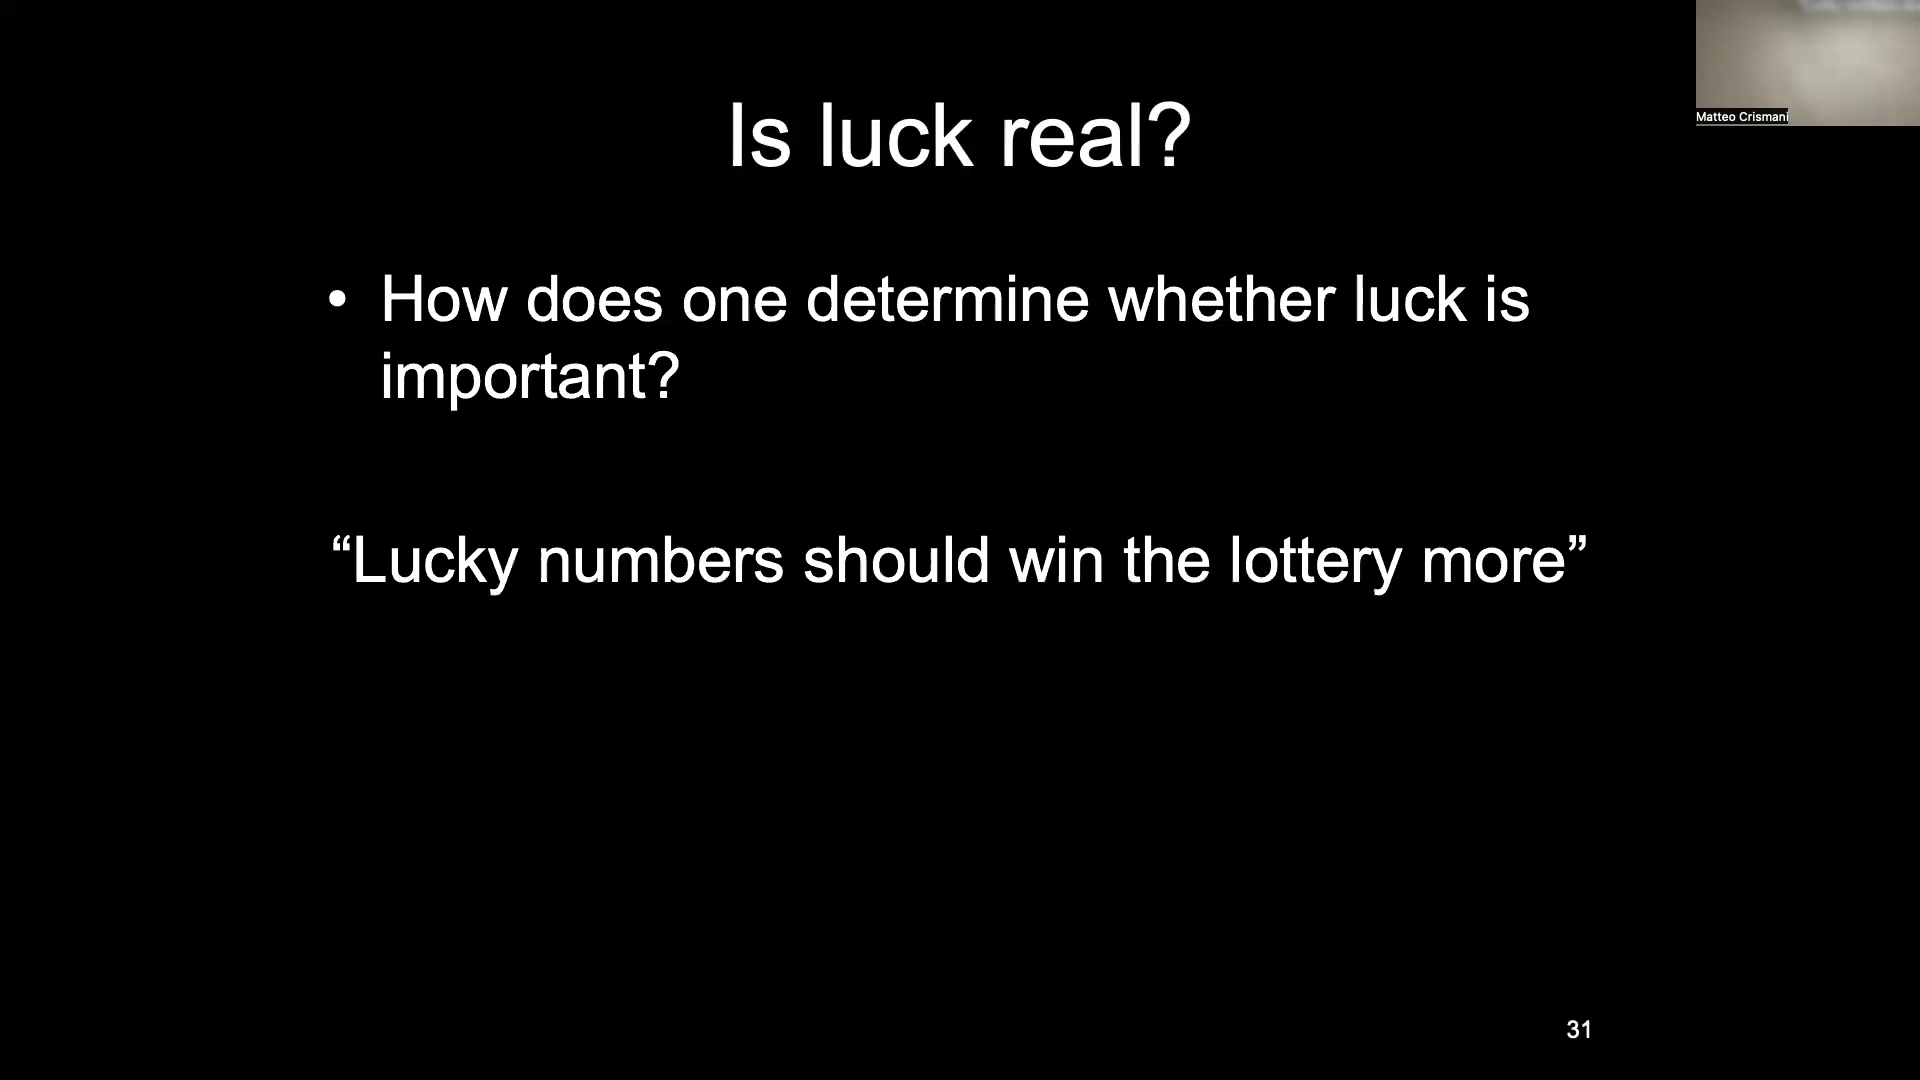 Is luck real?
Matteo Crismani
• How does one determine whether luck is
important?
“Lucky numbers should win the lottery more”
31